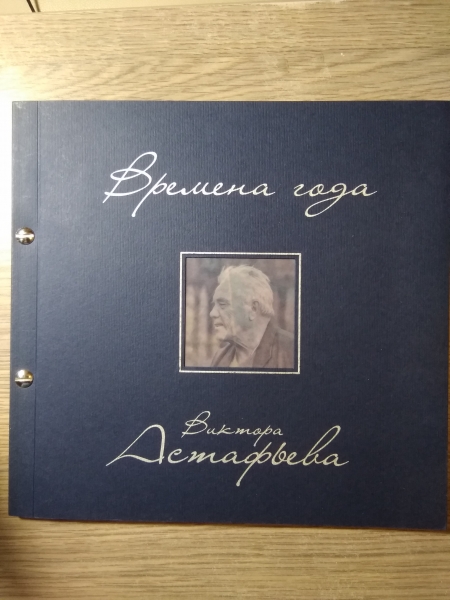 Времена года
Виктора
Астафьева